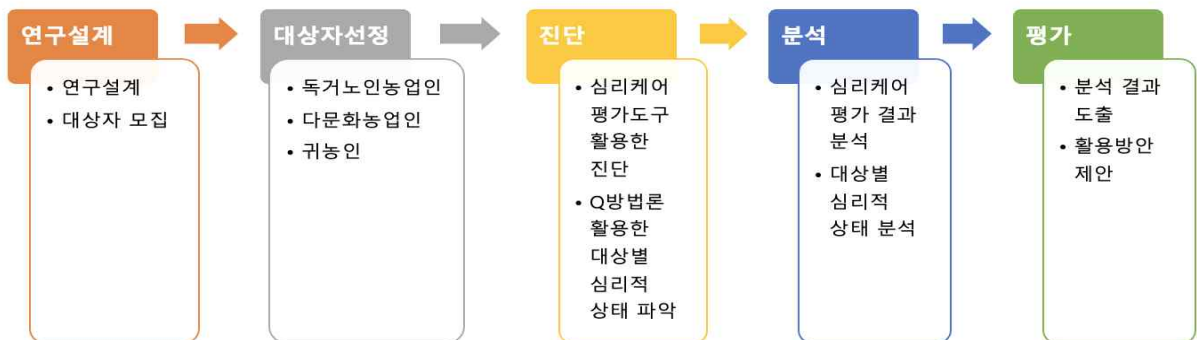 연구설계
• 연구설계
• 대상자 모집
대상자선정
• 독거노인농업인
• 다문화농업인
• 귀농인
진단
• 심리케어
평가도구
활용한
진단
• Q방법론
활용한
대상별
심리적
상태 파악
분석
• 심리케어
평가 결과
분석
• 대상별
심리적
상태 분석
평가
• 분석 결과
도출
• 활용방안
제안